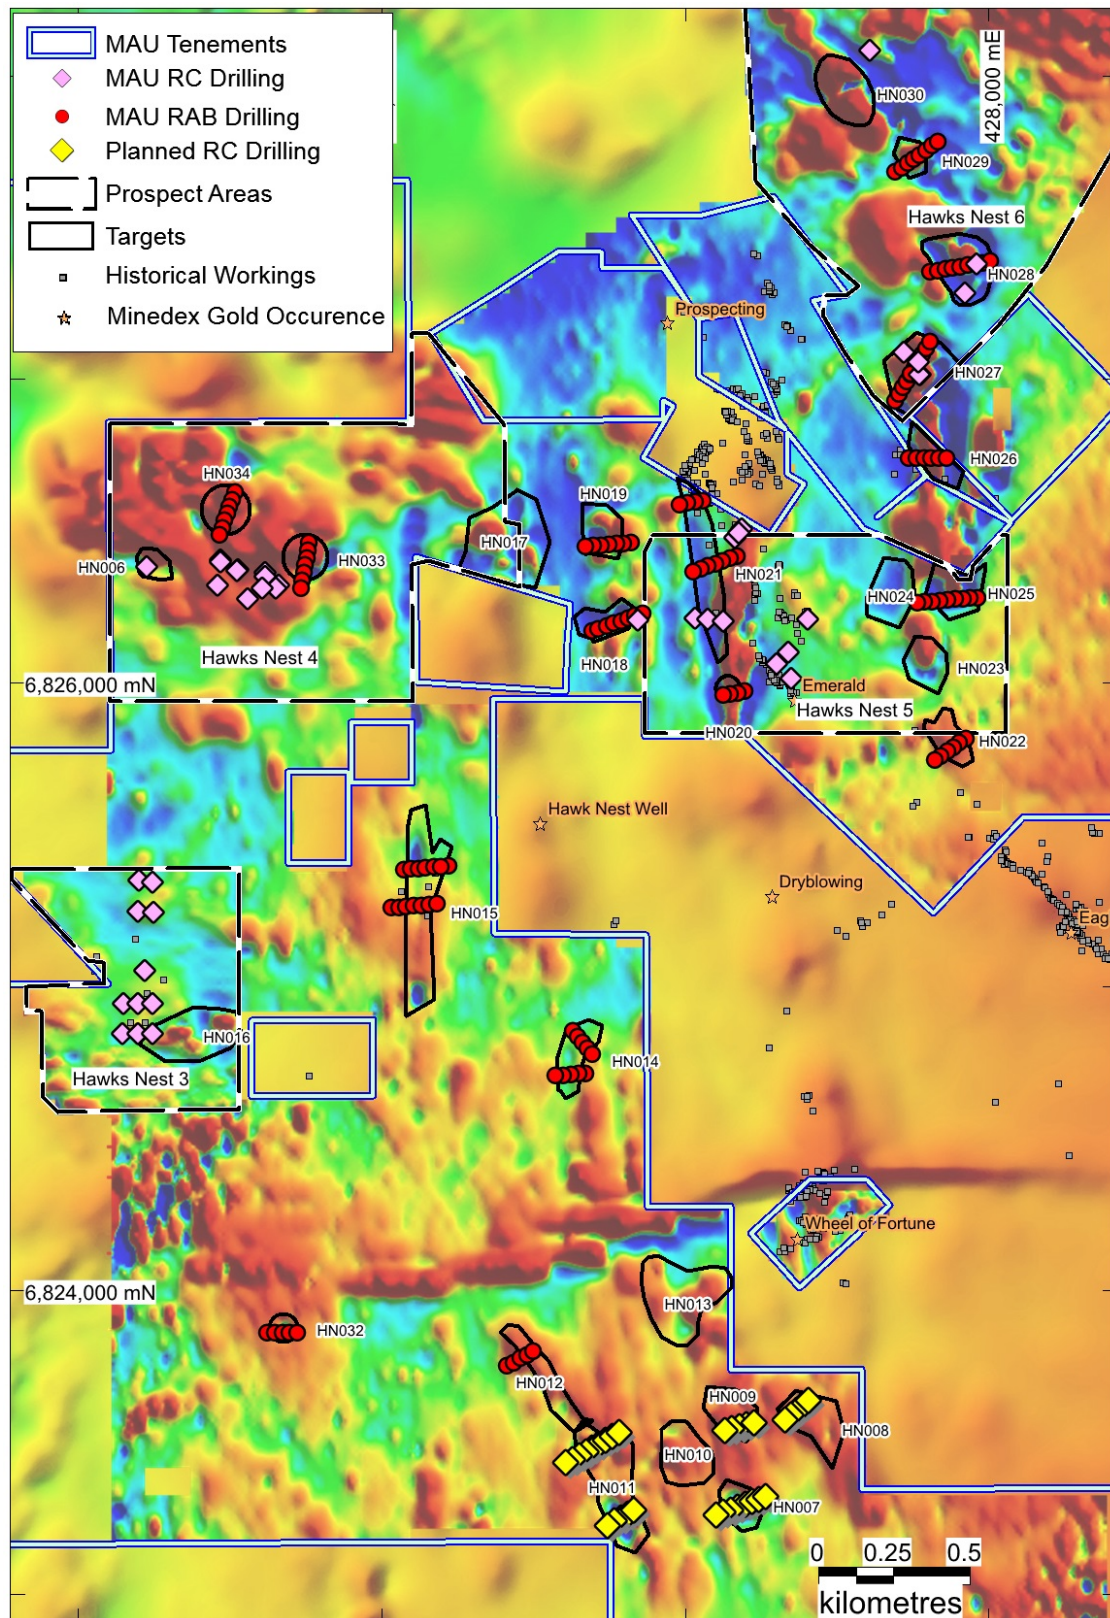 MAU Tenements
MAU RC Drilling
MAU RAB Drilling
Planned RC Drilling
Prospect Areas
Targets
Historical Workings
Minedex Gold Occurence
428,000 mE
HN030
HN029
Hawks Nest 6
HN028
Prospecting
HN027
HN026
HN034
HN019
HN033
HN017
HN006
HN021
HN024
HN025
Hawks Nest 4
HN018
HN023
6,826,000 mN
Emerald
Hawks Nest 5
HN020
HN022
Hawk Nest Well
Dryblowing
HN015
Eag
HN016
HN014
Hawks Nest 3
Wheel of Fortune
6,824,000 mN
HN013
HN032
HN012
HN009
HN008
HN010
HN011
HN007
0 0.25 0.5
kilometres